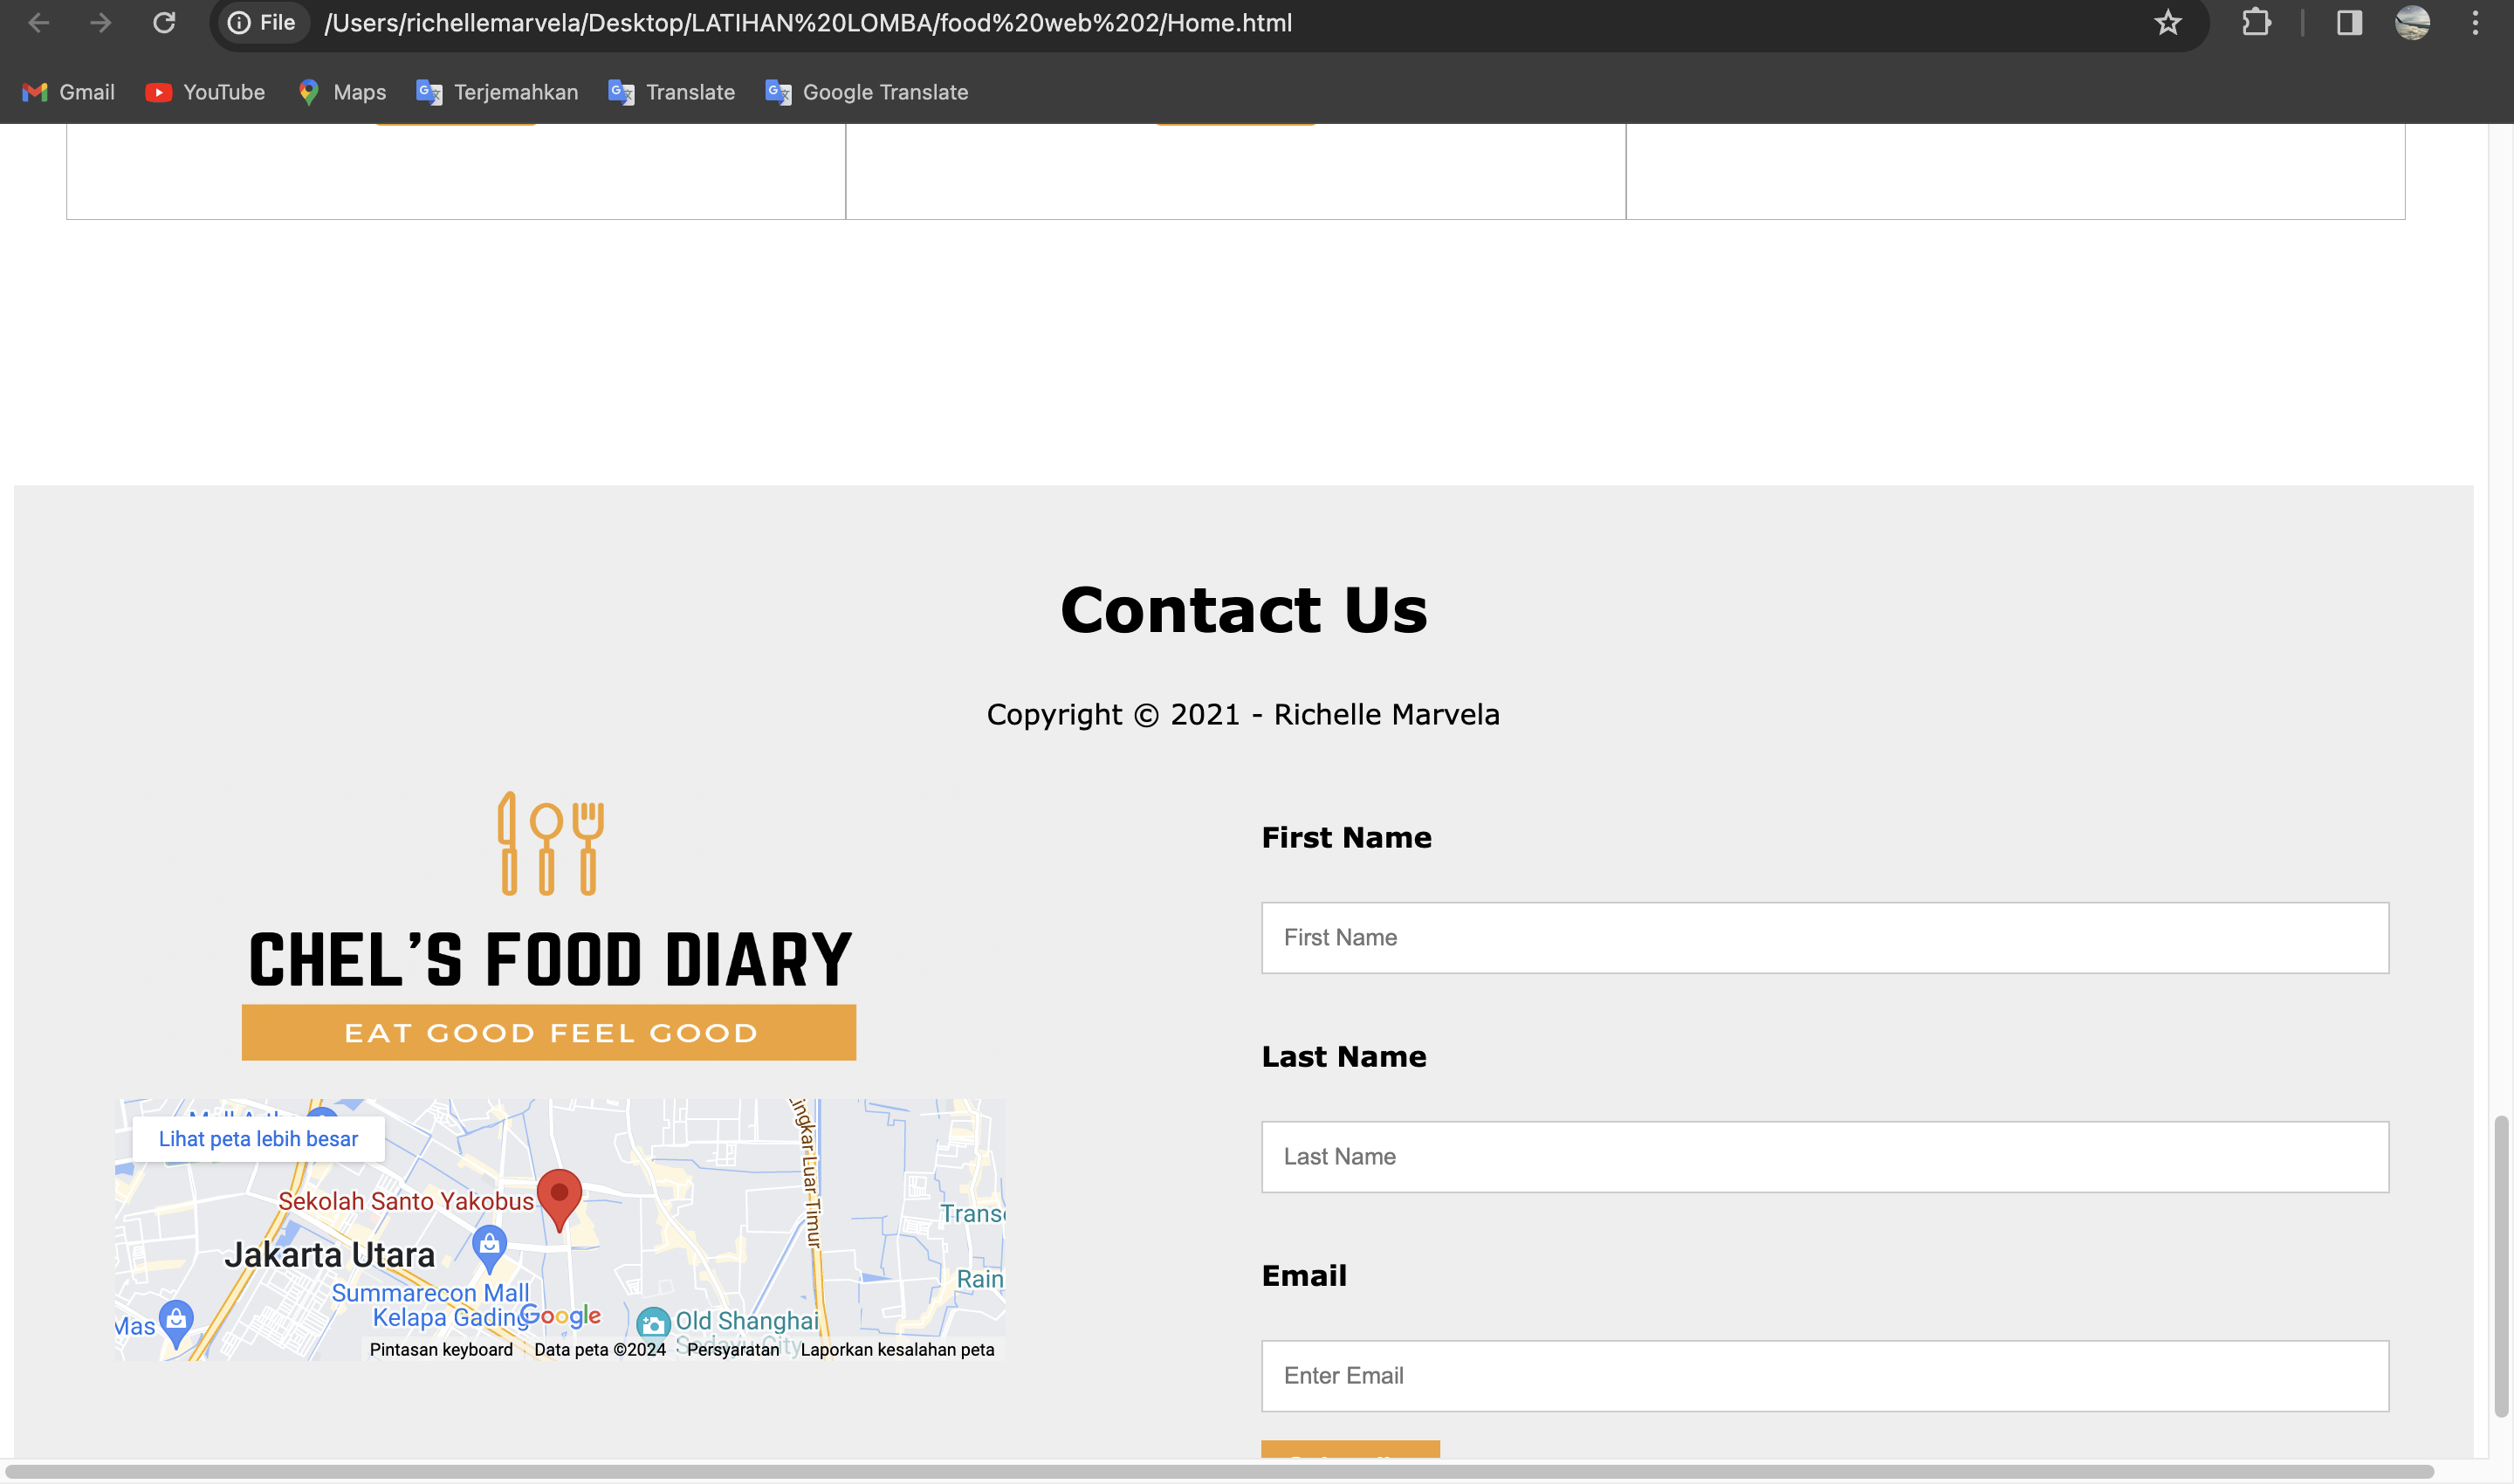 File
/Users/richellemarvela/Desktop/LATIHAN%20LOMBA/food%20web%202/Home.html
Gmail
YouTube
Maps
Terjemahkan
Translate
Google Translate
Contact Us
Copyright © 2021 - Richelle Marvela
CHEL'S FOOD DIARY
EAT GOOD FEEL GOOD
Lihat peta lebih besar
Lingkar Luar Timur
Sekolah Santo Yakobus
Jakarta Utara
Summarecon Mall
Kelapa Gading
Google
Mas
Old Shanghai
Sedayu City
Rain
Pintasan keyboard
Data peta ©2024
Persyaratan
Laporkan kesalahan peta
First Name
First Name
Last Name
Last Name
Email
Enter Email